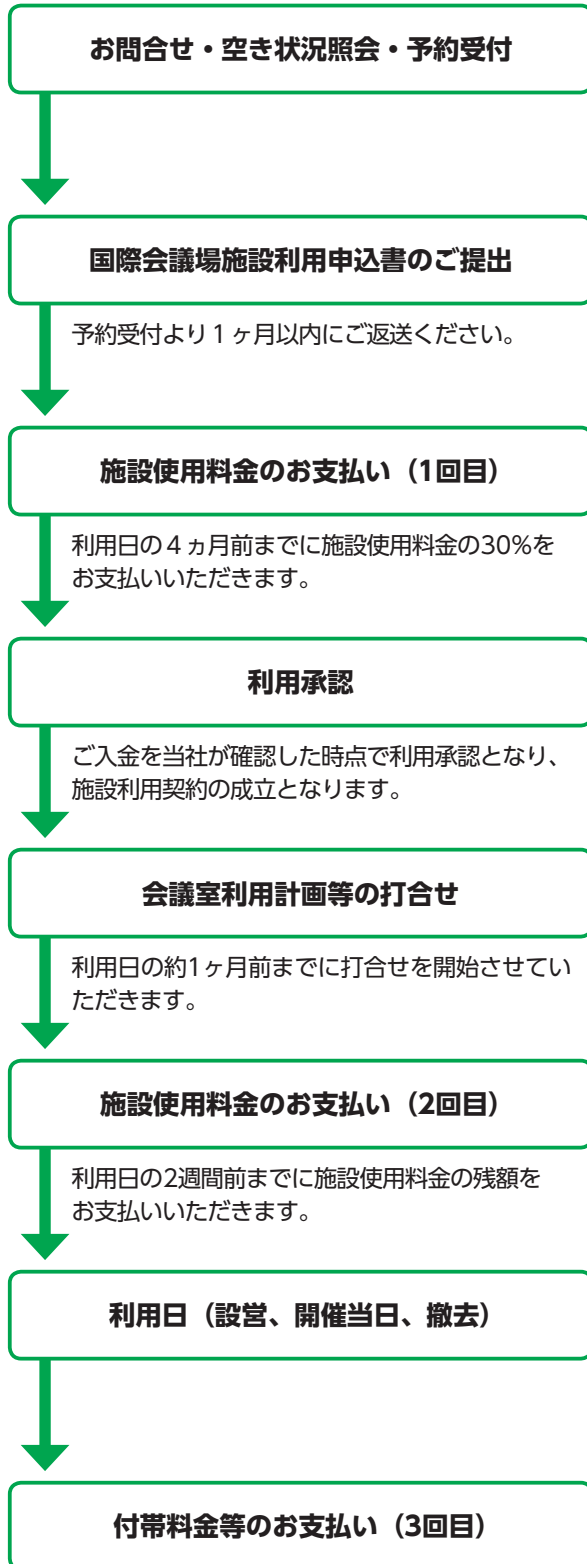 お問合せ・空き状況照会・予約受付
国際会議場施設利用申込書のご提出
予約受付より1ヶ月以内にご返送ください。
施設使用料金のお支払い（1回目）
利用日の4ヵ月前までに施設使用料金の30%を
お支払いいただきます。
利用承認
ご入金を当社が確認した時点で利用承認となり、
施設利用契約の成立となります。
会議室利用計画等の打合せ
利用日の約1ヶ月前までに打合せを開始させてい
ただきます。
施設使用料金のお支払い（2回目）
利用日の2週間前までに施設使用料金の残額を
お支払いいただきます。
利用日（設営、開催当日、撤去）
付帯料金等のお支払い（3回目）